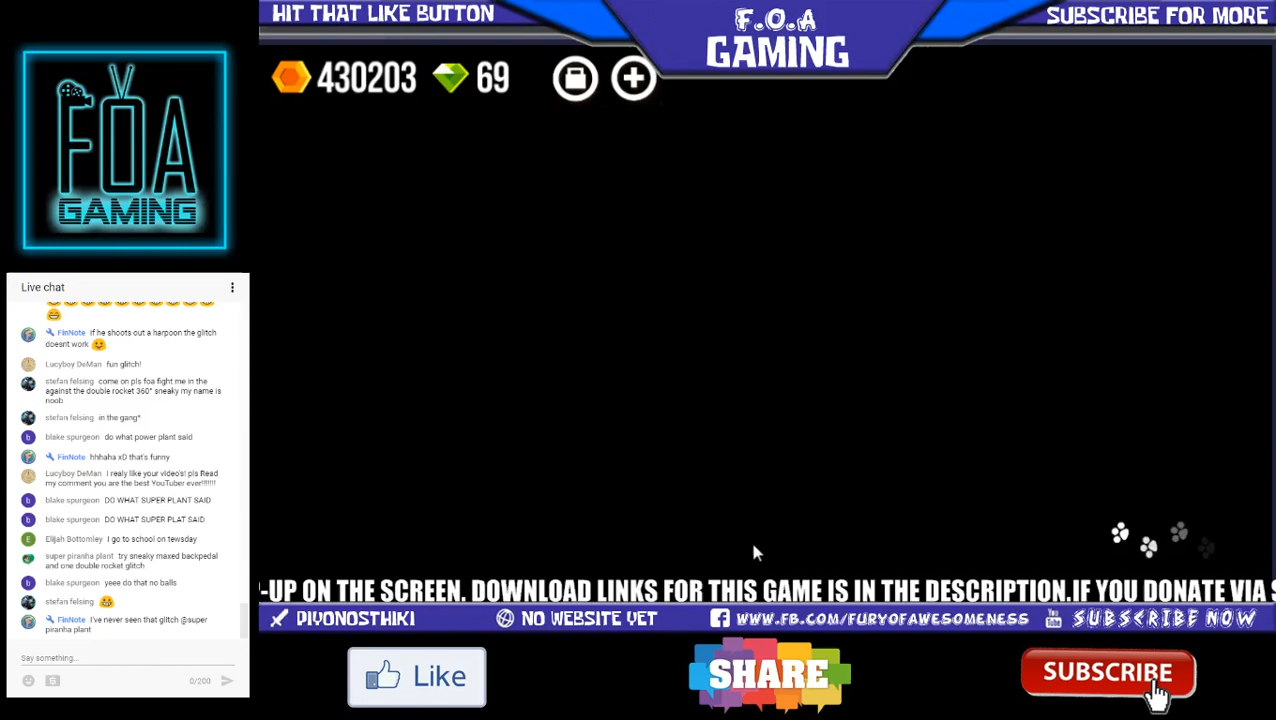 HIT THAT LIKE BUTTON
F.O.A
GAMING
SUBSCRIBE FOR MORE
FOA
GAMING
430203
69
Live chat
FinNote if he shoots out a harpoon the glitch
doesnt work
Lucyboy DeMan fun glitch!
stefan felsing come on pls foa fight me in the
against the double rocket 360° sneaky my name is
noob
stefan felsing in the gang*
blake spurgeon do what power plant said
FinNote hhhaha xD that's funny
Lucyboy DeMan I realy like your video's! pls Read
my comment you are the best YouTuber ever!!!!!!!
blake spurgeon DO WHAT SUPER PLANT SAID
blake spurgeon DO WHAT SUPER PLAT SAID
Elijah Bottomley I go to school on tewsday
super piranha plant try sneaky maxed backpedal
and one double rocket glitch
blake spurgeon yeee do that no balls
stefan felsing
FinNote I've never seen that glitch @super
piranha plant
Say something...
0/200
-UP ON THE SCREEN. DOWNLOAD LINKS FOR THIS GAME IS IN THE DESCRIPTION.IF YOU DONATE VIA S
PIYONOSTHIKI
NO WEBSITE YET
WWW.FB.COM/FURYOFAWESOMENESS
You Tube
SUBSCRIBE NOW
Like
SHARE
SUBSCRIBE